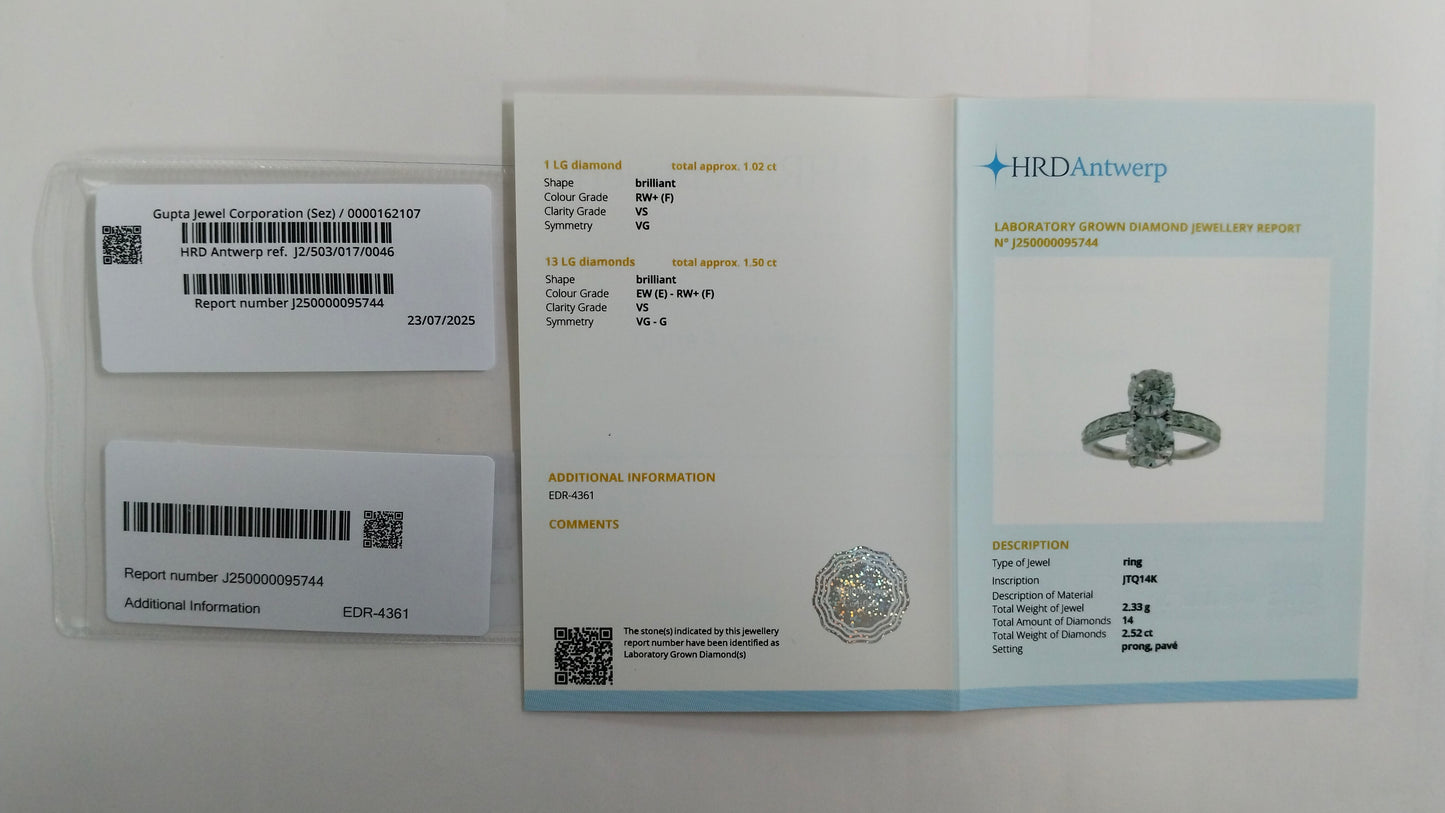 Gupta Jewel Corporation (Sez) / 0000162107
HRD Antwerp ref. J2/503/017/0046
Report number J250000095744
23/07/2025
Report number J250000095744
Additional Information EDR-4361
1 LG diamond total approx. 1.02 ct
Shape brilliant
Colour Grade RW+ (F)
Clarity Grade VS
Symmetry VG
13 LG diamonds total approx. 1.50 ct
Shape brilliant
Colour Grade EW (E) - RW+ (F)
Clarity Grade VS
Symmetry VG - G
ADDITIONAL INFORMATION
EDR-4361
COMMENTS
The stone(s) indicated by this jewellery
report number have been identified as
Laboratory Grown Diamond(s)
HRDAntwerp
LABORATORY GROWN DIAMOND JEWELLERY REPORT
N° J250000095744
DESCRIPTION
Type of Jewel ring
Inscription JTQ14K
Description of Material
Total Weight of Jewel 2.33 g
Total Amount of Diamonds 14
Total Weight of Diamonds 2.52 ct
Setting prong, pavé